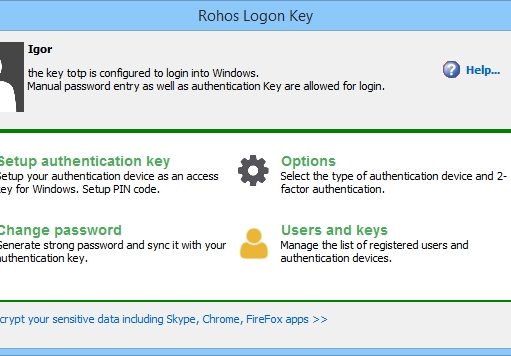 Rohos Logon Key
Igor
the key totp is configured to login into Windows.
Manual password entry as well as authentication Key are allowed for login.
Help...
Setup authentication key
Setup your authentication device as an access
key for Windows. Setup PIN code.
Options
Select the type of authentication device and 2-
factor authentication.
Change password
Generate strong password and sync it with your
authentication key.
Users and keys
Manage the list of registered users and
authentication devices.
crypt your sensitive data including Skype, Chrome, FireFox apps >>